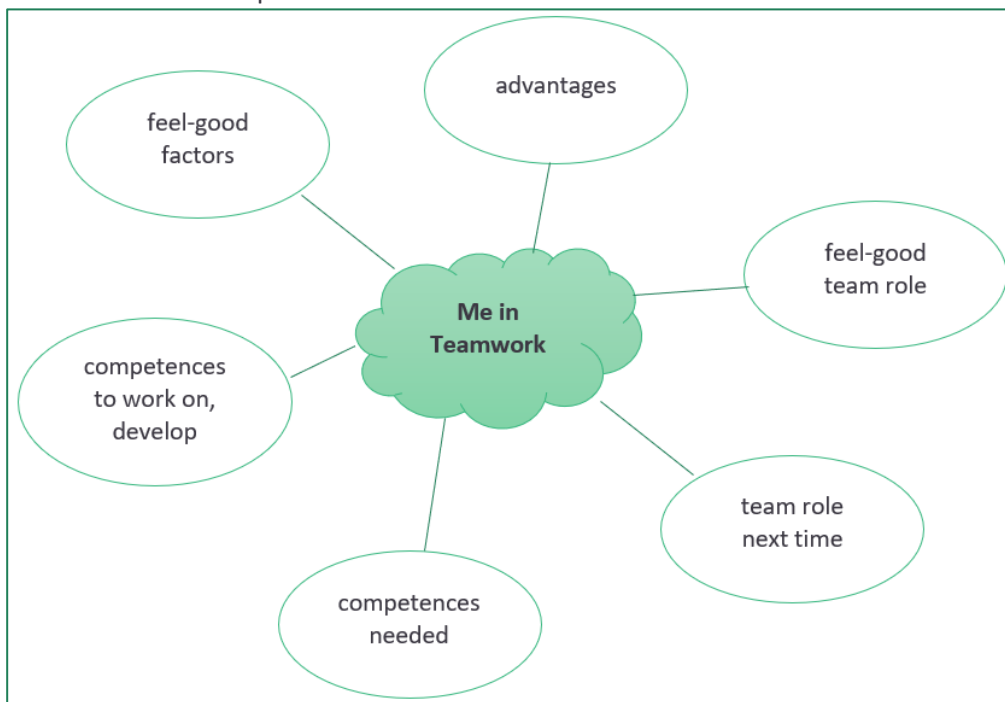 advantages
feel-good
factors
feel-good
team role
Me in
Teamwork
competences
to work on,
develop
team role
next time
competences
needed